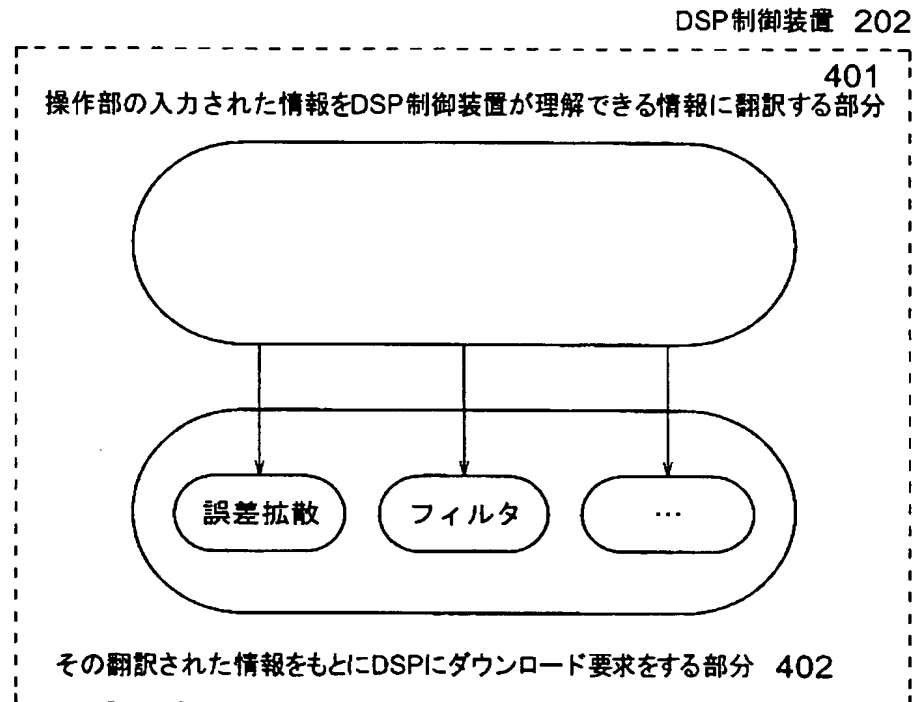 DSP制御装置 202
401
操作部の入力された情報をDSP制御装置が理解できる情報に翻訳する部分
誤差拡散
フィルタ
…
その翻訳された情報をもとにDSPにダウンロード要求をする部分 402